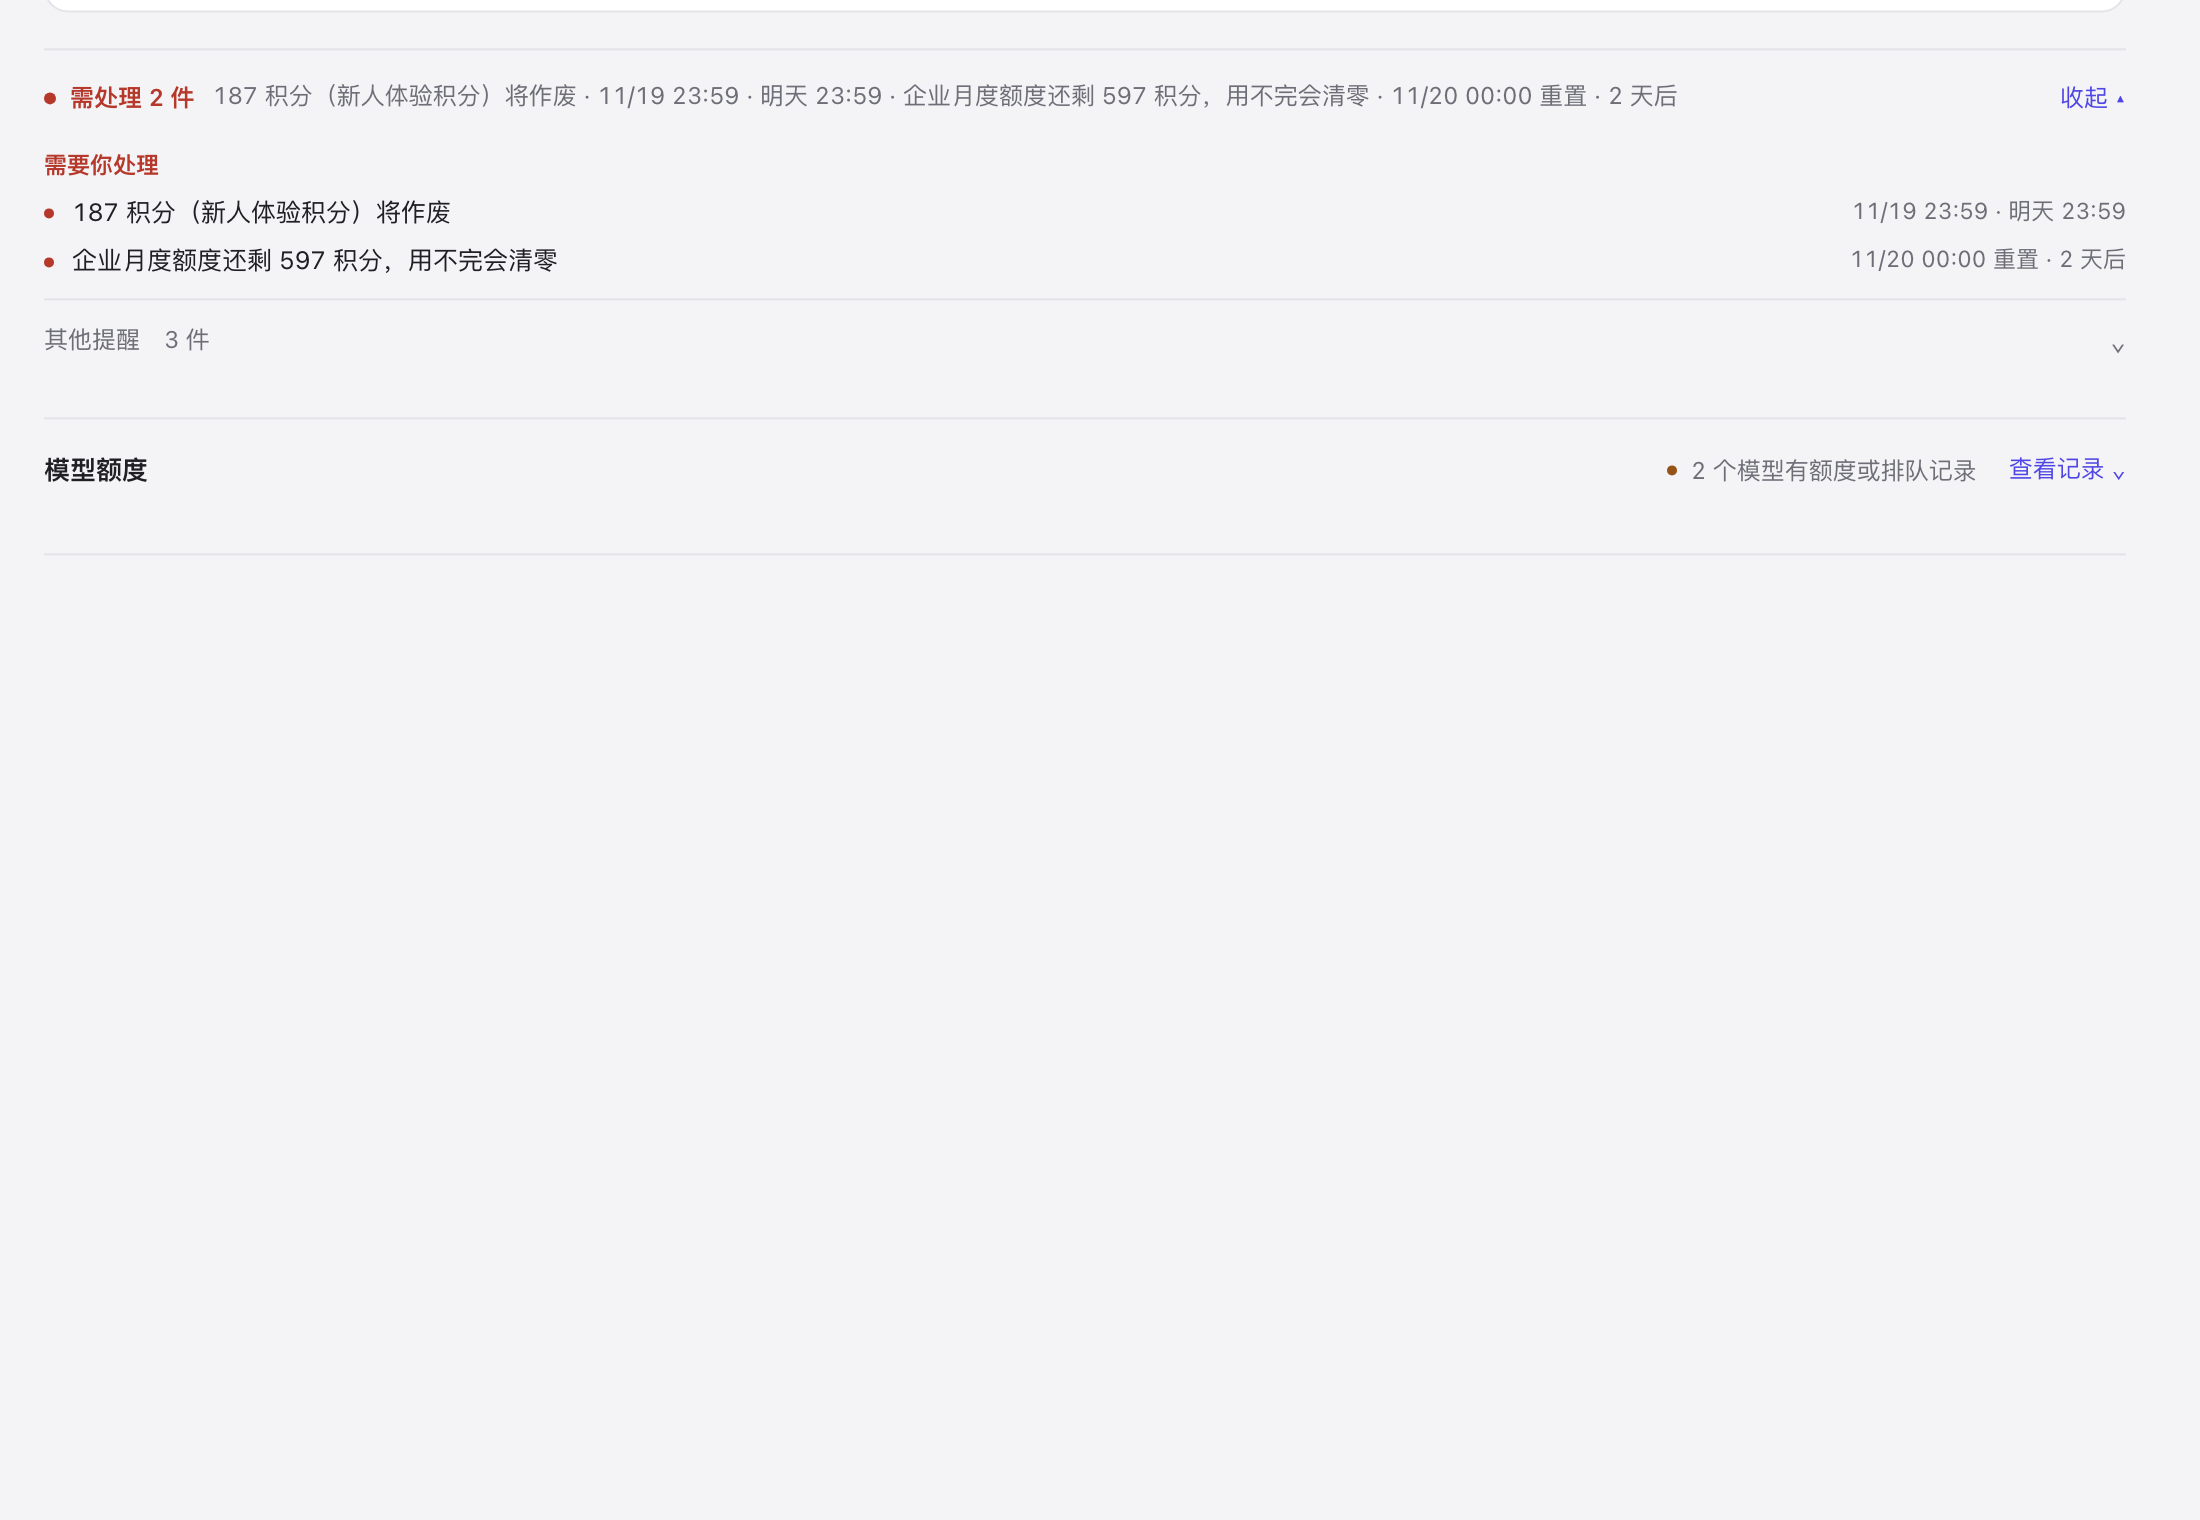 需处理 2 件 187 积分（新人体验积分）将作废 · 11/19 23:59 · 明天 23:59 · 企业月度额度还剩 597 积分，用不完会清零 · 11/20 00:00 重置 · 2 天后 收起
需要你处理
187 积分（新人体验积分）将作废 11/19 23:59 · 明天 23:59
企业月度额度还剩 597 积分，用不完会清零 11/20 00:00 重置 · 2 天后
其他提醒 3 件
模型额度 2 个模型有额度或排队记录 查看记录